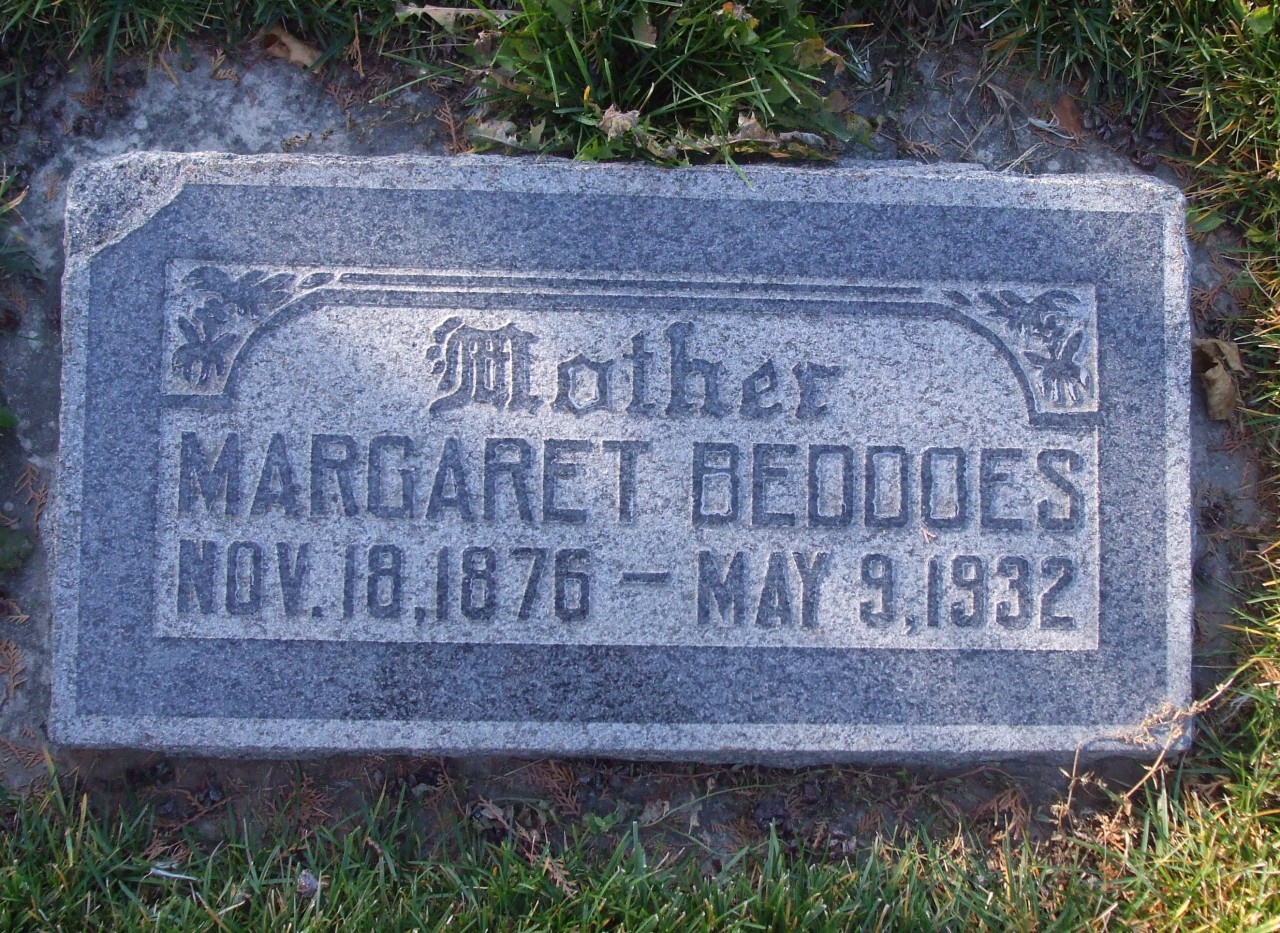 Mother
MARGARET BEDDOES
NOV. 18, 1876 — MAY 9, 1932